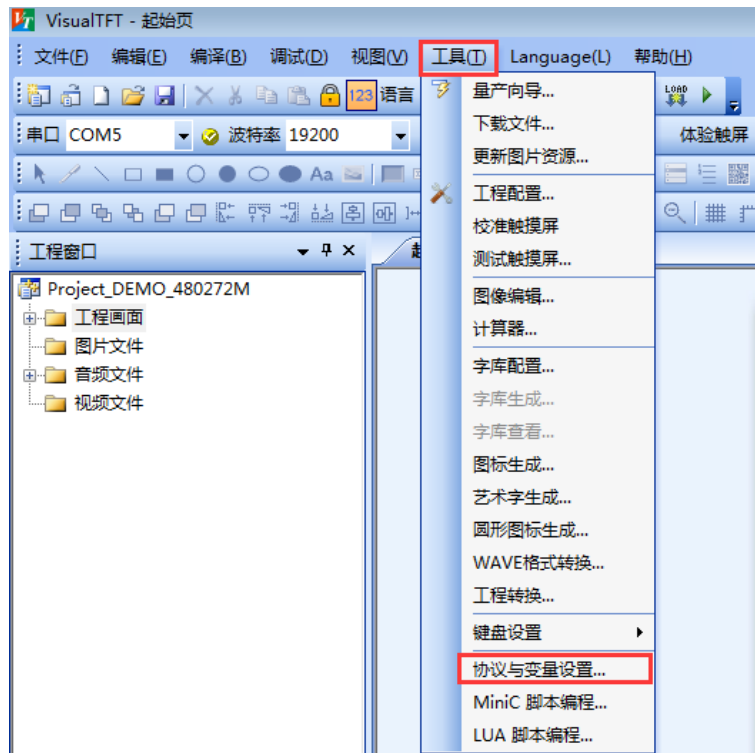 VisualTFT - 起始页
文件(F) 编辑(E) 编译(B) 调试(D) 视图(V) 工具(T) Language(L) 帮助(H)
123 语言
LOAD
串口 COM5 波特率 19200 体验触屏
Aa
工程窗口
Project_DEMO_480272M
工程画面
图片文件
音频文件
视频文件
量产向导...
下载文件...
更新图片资源...
工程配置...
校准触摸屏
测试触摸屏...
图像编辑...
计算器...
字库配置...
字库生成...
字库查看...
图标生成...
艺术字生成...
圆形图标生成...
WAVE格式转换...
工程转换...
键盘设置
协议与变量设置...
MiniC 脚本编程...
LUA 脚本编程...